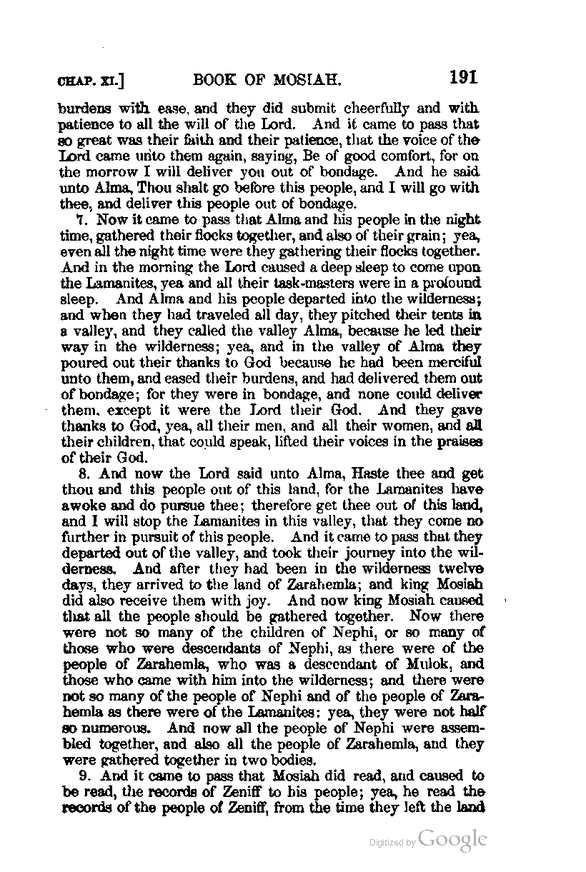 CHAP. XI.] BOOK OF MOSIAH. 191
burdens with ease, and they did submit cheerfully and with
patience to all the will of the Lord. And it came to pass that
so great was their faith and their patience, that the voice of the
Lord came unto them again, saying, Be of good comfort, for on
the morrow I will deliver you out of bondage. And he said
unto Alma, Thou shalt go before this people, and I will go with
thee, and deliver this people out of bondage.
7. Now it came to pass that Alma and his people in the night
time, gathered their flocks together, and also of their grain; yea,
even all the night time were they gathering their flocks together.
And in the morning the Lord caused a deep sleep to come upon
the Lamanites, yea and all their task-masters were in a profound
sleep. And Alma and his people departed into the wilderness;
and when they had traveled all day, they pitched their tents in
a valley, and they called the valley Alma, because he led their
way in the wilderness; yea, and in the valley of Alma they
poured out their thanks to God because he had been merciful
unto them, and eased their burdens, and had delivered them out
of bondage; for they were in bondage, and none could deliver
them, except it were the Lord their God. And they gave
thanks to God, yea, all their men, and all their women, and all
their children, that could speak, lifted their voices in the praises
of their God.
8. And now the Lord said unto Alma, Haste thee and get
thou and this people out of this land, for the Lamanites have
awoke and do pursue thee; therefore get thee out of this land,
and I will stop the Lamanites in this valley, that they come no
further in pursuit of this people. And it came to pass that they
departed out of the valley, and took their journey into the wil-
derness. And after they had been in the wilderness twelve
days, they arrived to the land of Zarahemla; and king Mosiah
did also receive them with joy. And now king Mosiah caused
that all the people should be gathered together. Now there
were not so many of the children of Nephi, or so many of
those who were descendants of Nephi, as there were of the
people of Zarahemla, who was a descendant of Mulok, and
those who came with him into the wilderness; and there were
not so many of the people of Nephi and of the people of Zara-
hemla as there were of the Lamanites; yea, they were not half
so numerous. And now all the people of Nephi were assem-
bled together, and also all the people of Zarahemla, and they
were gathered together in two bodies.
9. And it came to pass that Mosiah did read, and caused to
be read, the records of Zeniff to his people; yea, he read the
records of the people of Zeniff, from the time they left the land
Digitized by Google